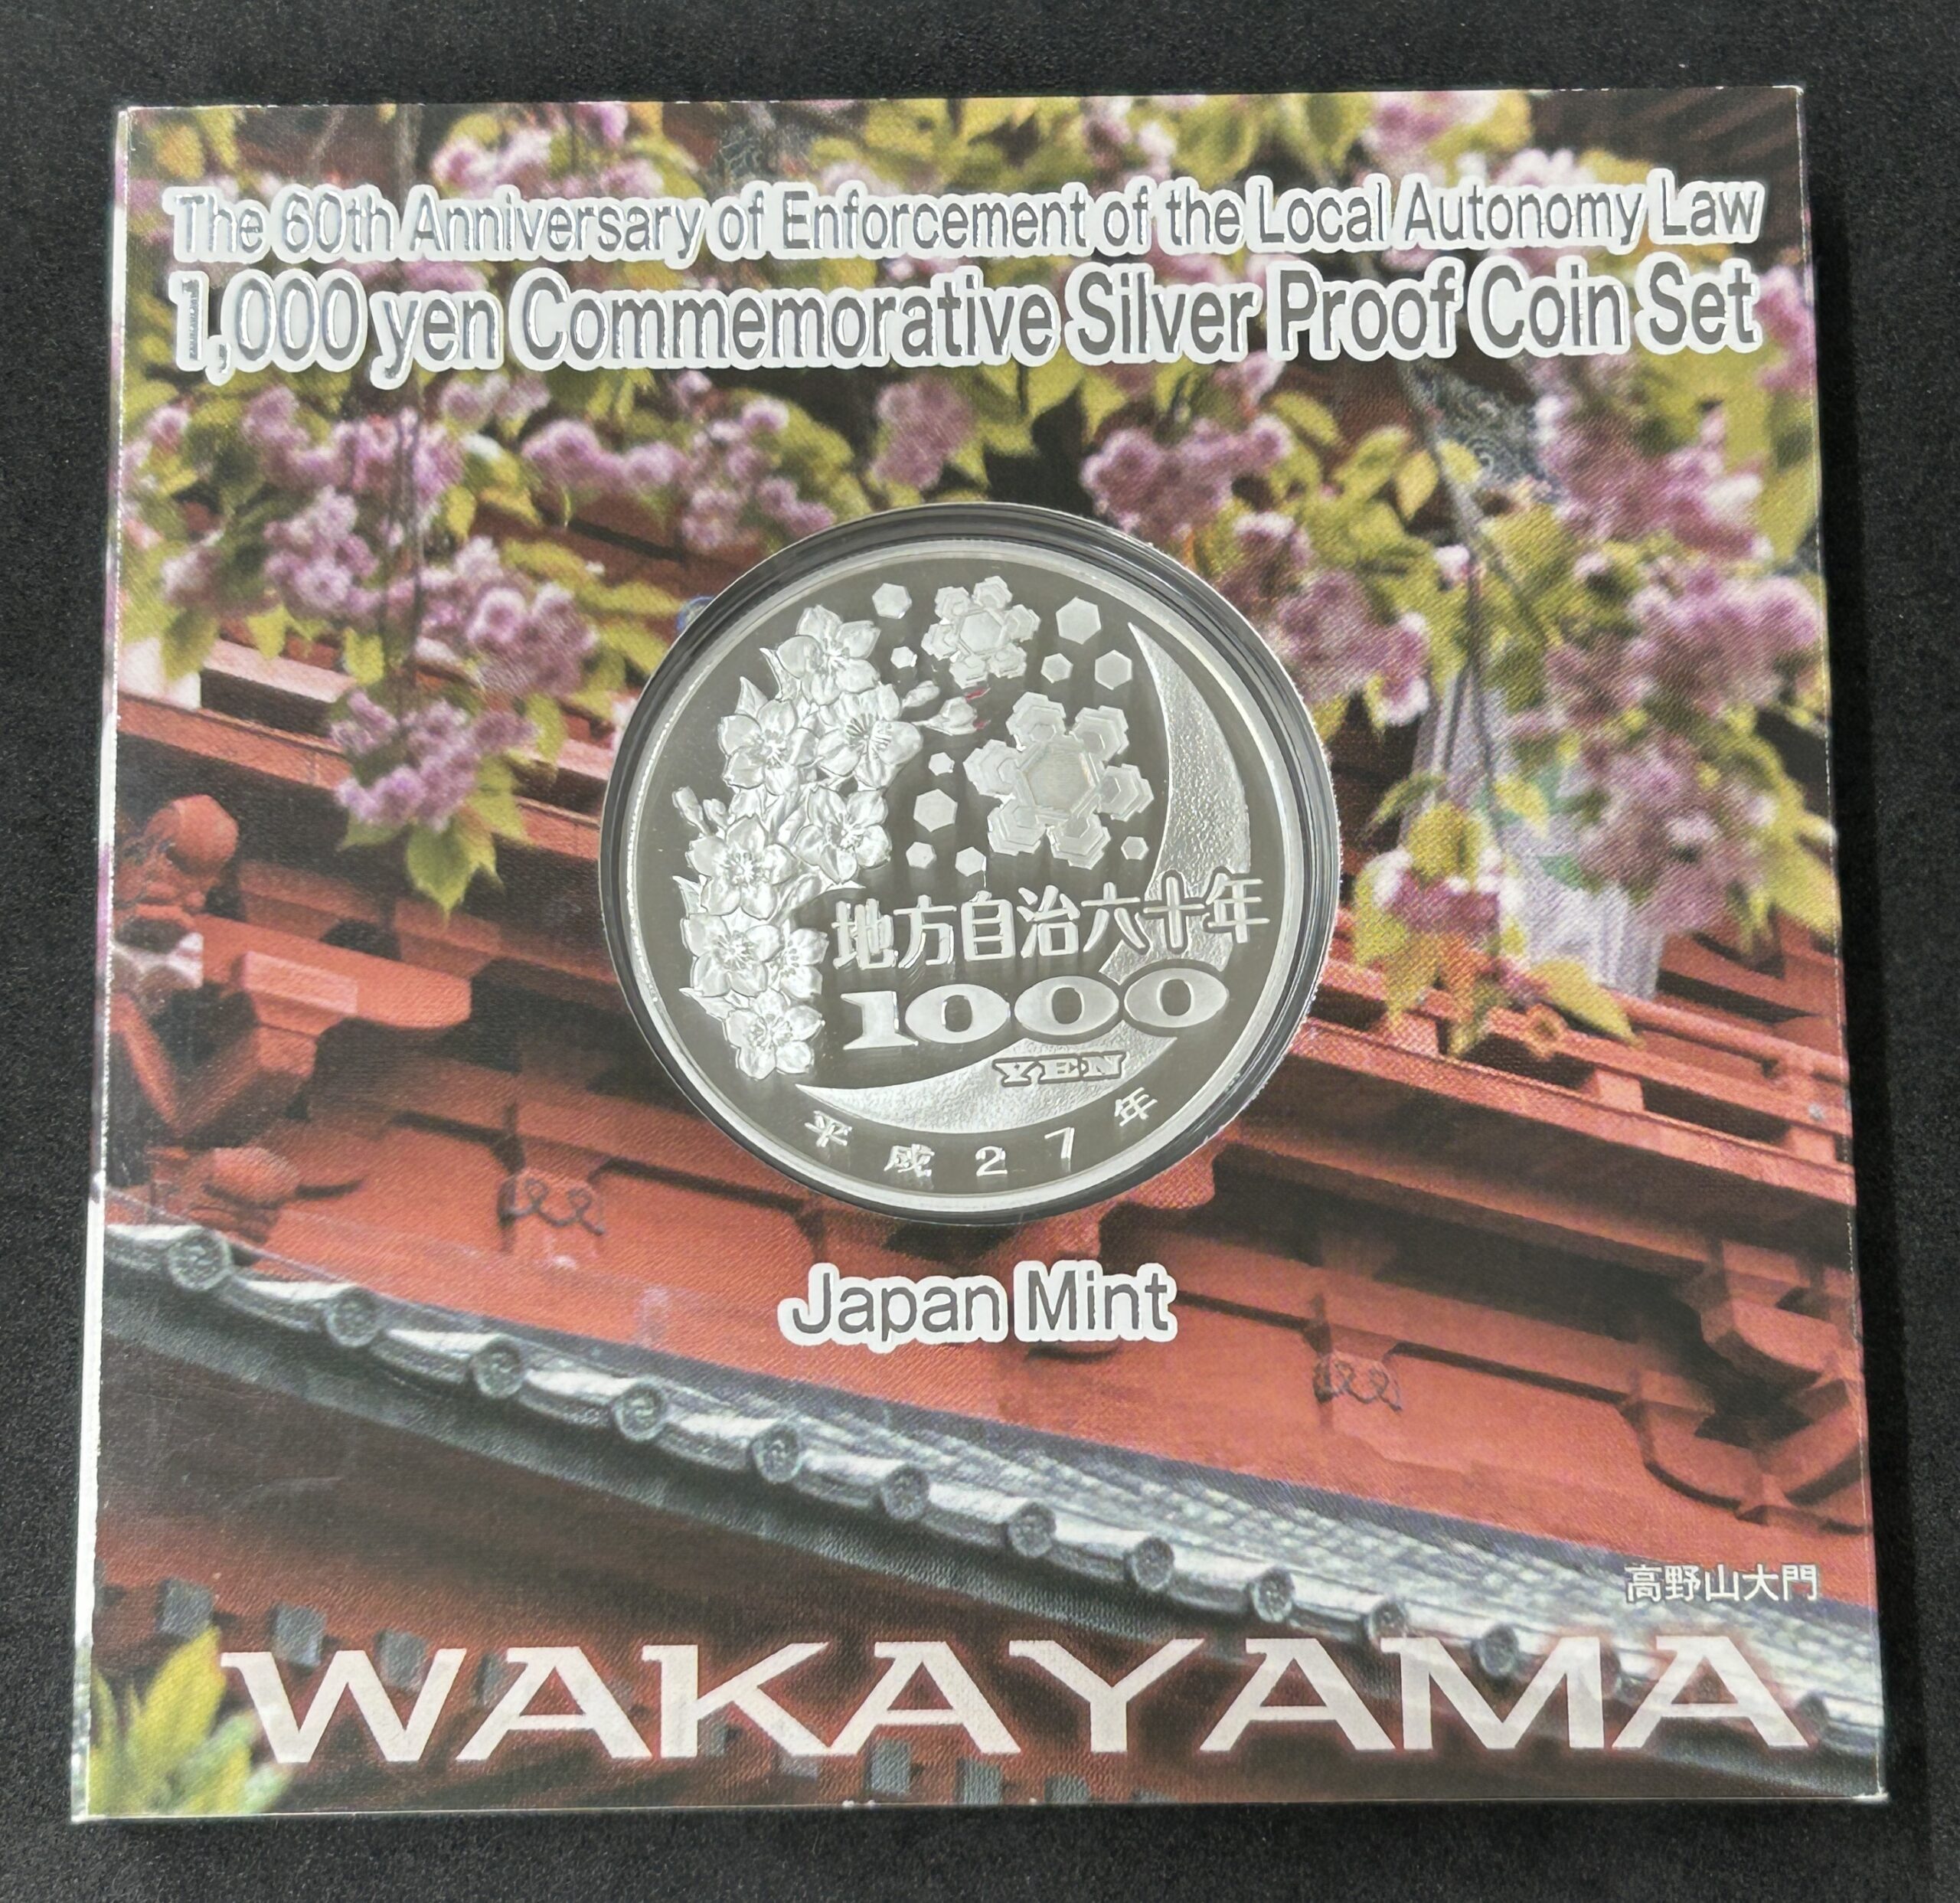 The 60th Anniversary of Enforcement of the Local Autonomy Law
1,000 yen Commemorative Silver Proof Coin Set
地方自治六十年
1000
YEN
平成27年
Japan Mint
高野山大門
WAKAYAMA